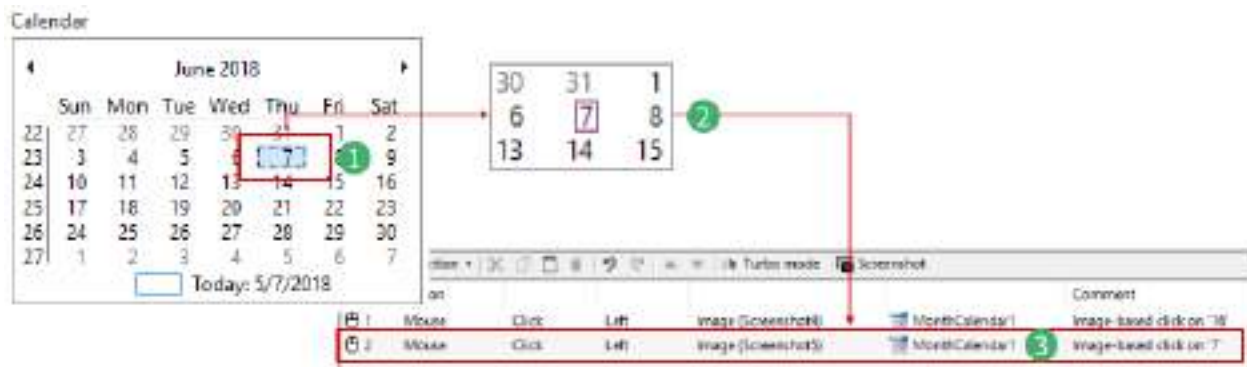 Calendar
June 2018
Sun Mon Tue Wed Thu Fri Sat
22 27 28 29 30 31 1 2
23 3 4 5 6 7 9
24 10 11 12 13 14 15 16
25 17 18 19 20 21 22 23
26 24 25 26 27 28 29 30
27 1 2 3 4 5 6 7
Today: 5/7/2018
1
30 31 1
6 7 8
13 14 15
2
Turbo mode Screenshot
on Comment
1 Mouse Click Left Image (Screenshot4) MonthCalendar1 Image-based click on
2 Mouse Click Left Image (Screenshot5) MonthCalendar1 3 Image-based click on "7"